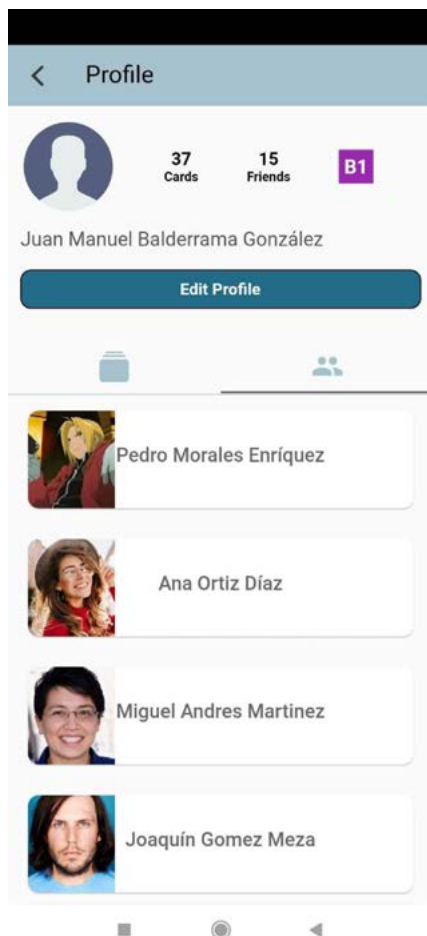 Profile
37 15 B1
Cards Friends
Juan Manuel Balderrama González
Edit Profile
Pedro Morales Enríquez
Ana Ortiz Díaz
Miguel Andres Martinez
Joaquín Gomez Meza